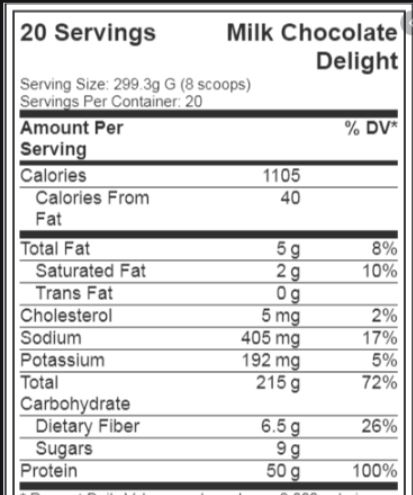 20 Servings Milk Chocolate
Delight
Serving Size: 299.3g G (8 scoops)
Servings Per Container: 20
Amount Per % DV*
Serving
Calories 1105
Calories From 40
Fat
Total Fat 5 g 8%
Saturated Fat 2 g 10%
Trans Fat 0 g
Cholesterol 5 mg 2%
Sodium 405 mg 17%
Potassium 192 mg 5%
Total 215 g 72%
Carbohydrate
Dietary Fiber 6.5 g 26%
Sugars 9 g
Protein 50 g 100%